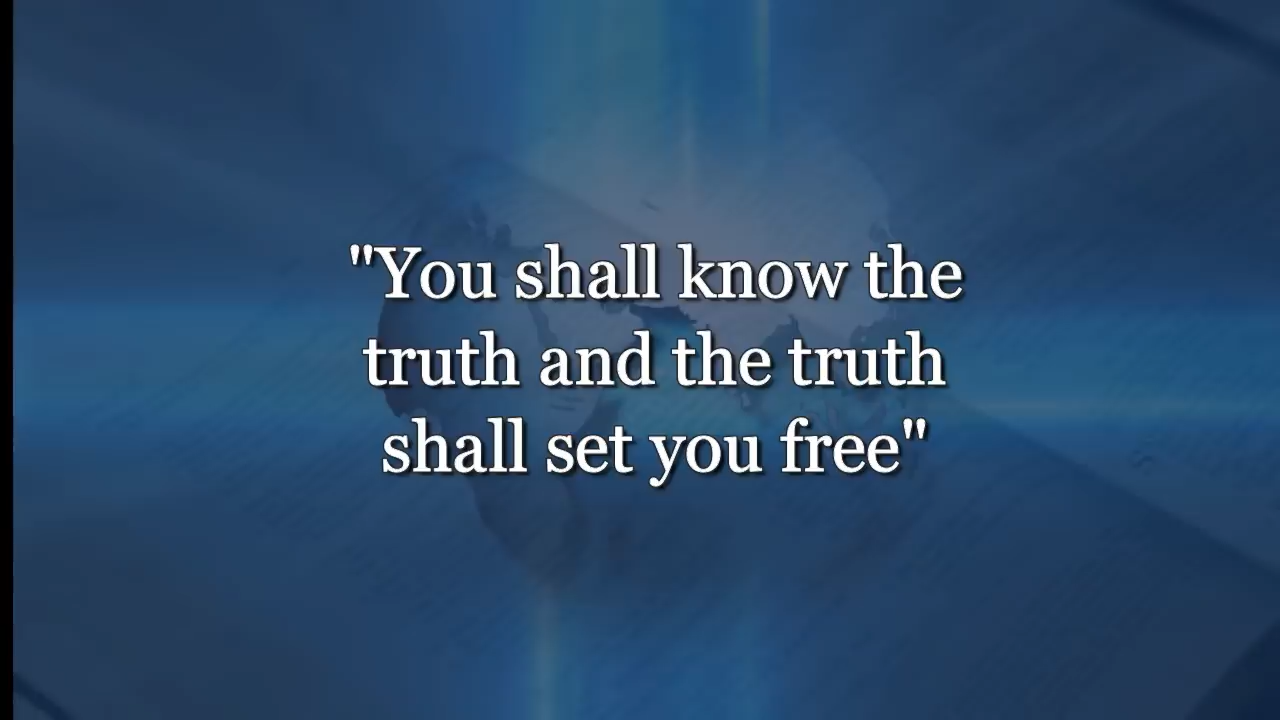 "You shall know the
truth and the truth
shall set you free"